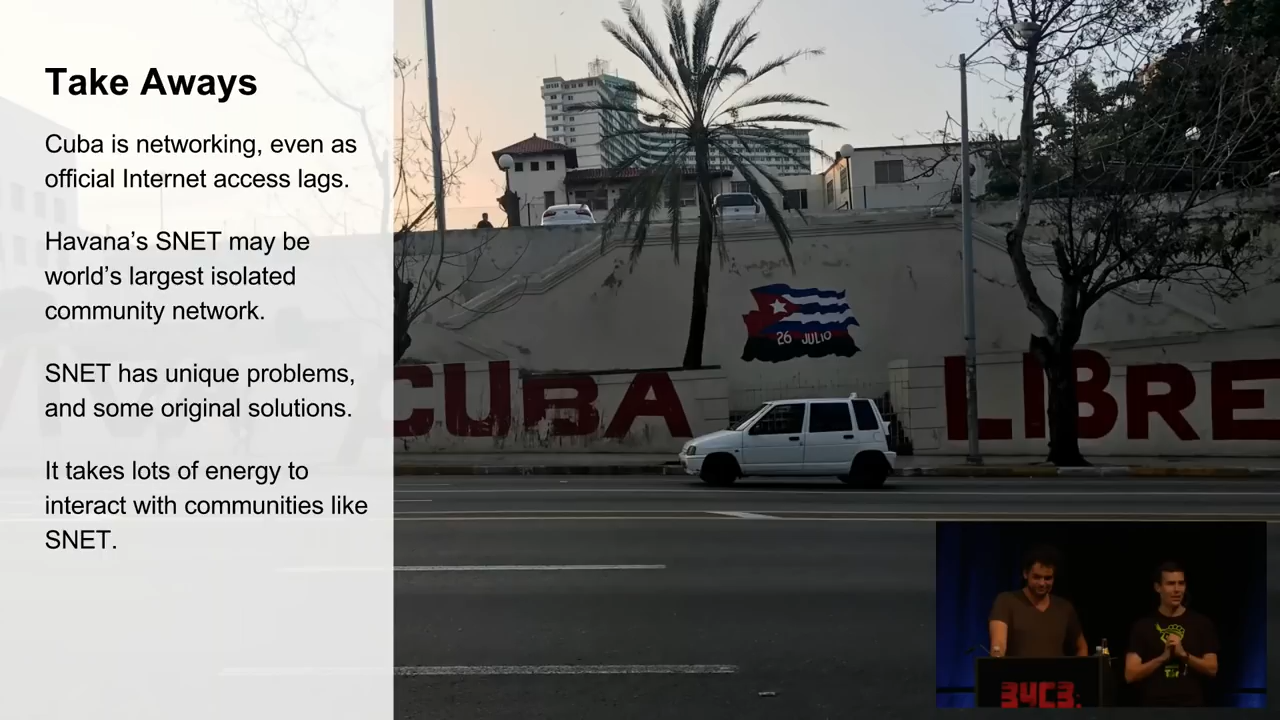 Take Aways
Cuba is networking, even as
official Internet access lags.
Havana’s SNET may be
world’s largest isolated
community network.
SNET has unique problems,
and some original solutions.
It takes lots of energy to
interact with communities like
SNET.
26 JULIO
CUBA LIBRE
34C3